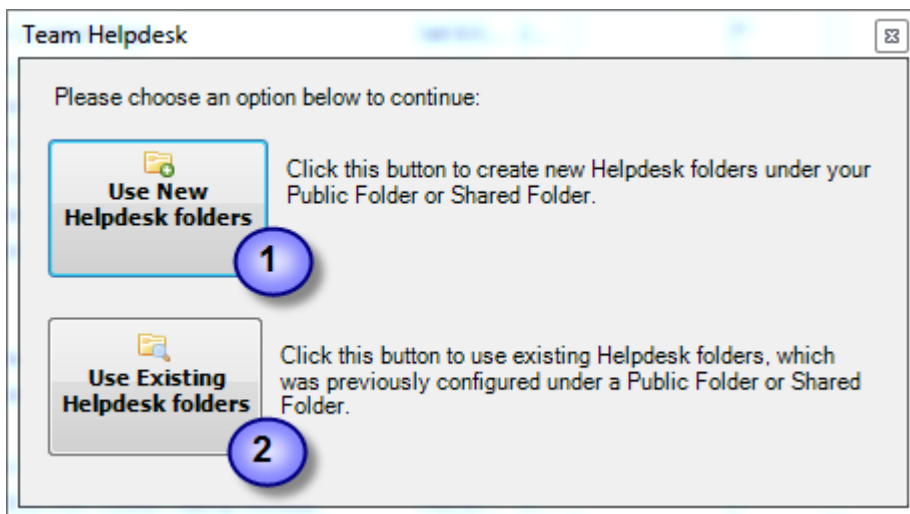 Team Helpdesk
Please choose an option below to continue:
Use New
Helpdesk folders
Click this button to create new Helpdesk folders under your
Public Folder or Shared Folder.
1
Use Existing
Helpdesk folders
Click this button to use existing Helpdesk folders, which
was previously configured under a Public Folder or Shared
Folder.
2